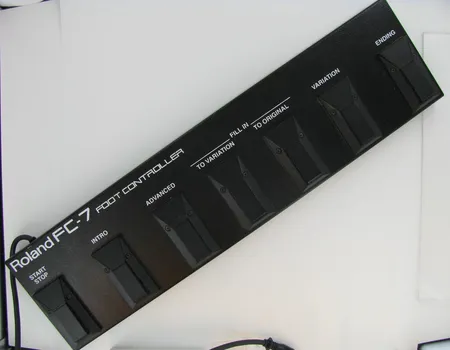 Roland FC-7 FOOT CONTROLLER
START
STOP
INTRO
ADVANCED
FILL IN
TO VARIATION
TO ORIGINAL
VARIATION
ENDING